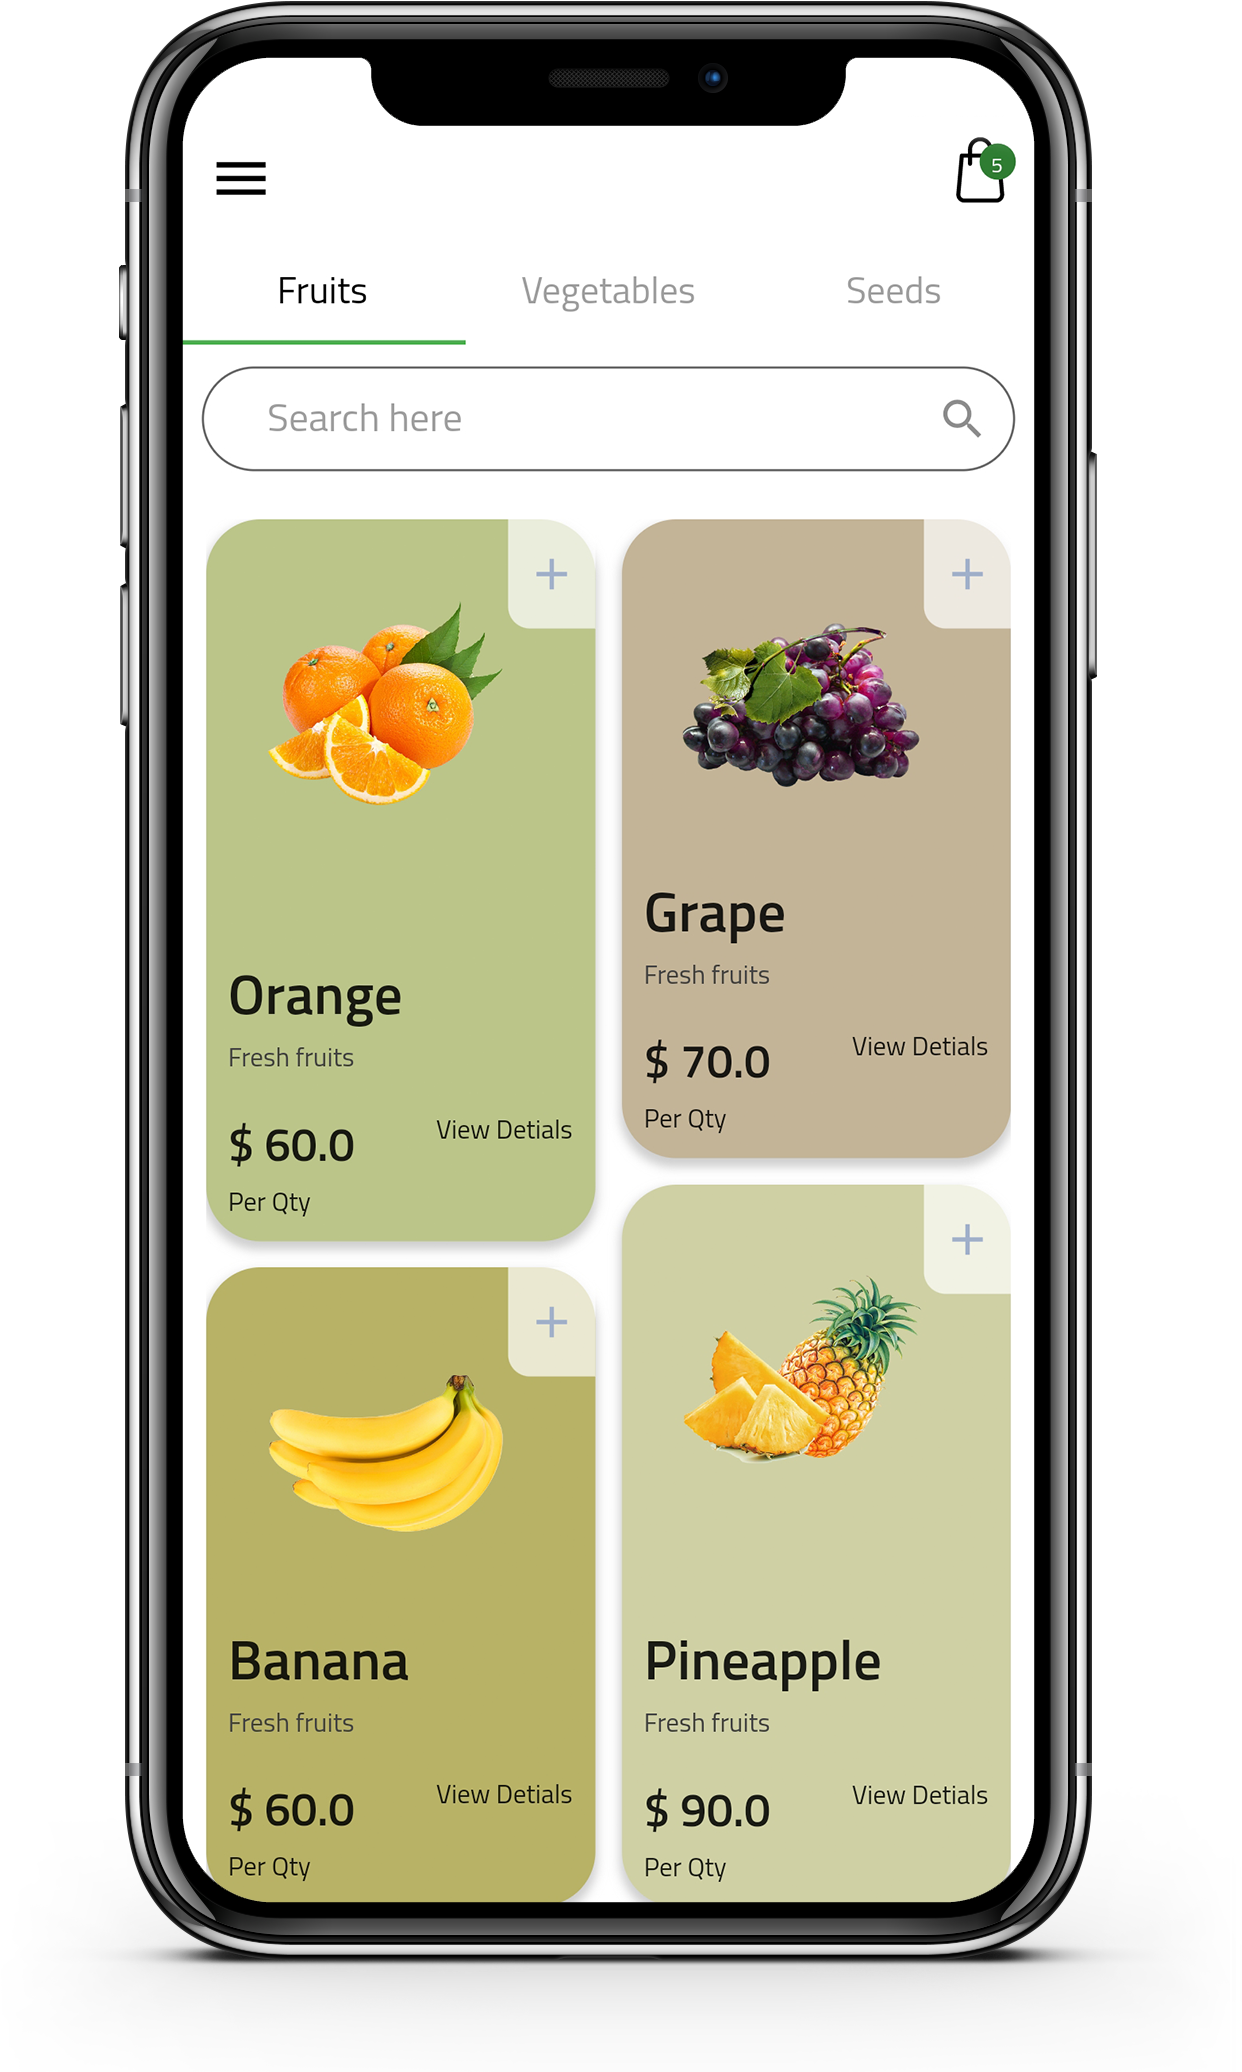 5
Fruits
Vegetables
Seeds
Search here
Orange
Fresh fruits
$ 60.0
View Detials
Per Qty
Grape
Fresh fruits
$ 70.0
View Detials
Per Qty
Banana
Fresh fruits
$ 60.0
View Detials
Per Qty
Pineapple
Fresh fruits
$ 90.0
View Detials
Per Qty